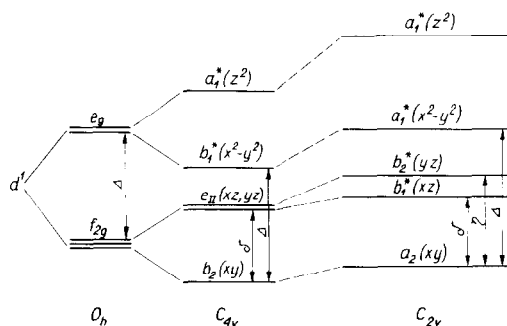 a₁*(z²)
a₁*(z²)
e_g
a₁*(x²-y²)
b₁*(x²-y²)
d¹
Δ
b₂*(yz)
e_II(xz,yz)
b₁*(xz)
f_2g
δ
Δ
δ
η
Δ
b₂(xy)
a₂(xy)
O_h
C_4v
C_2v